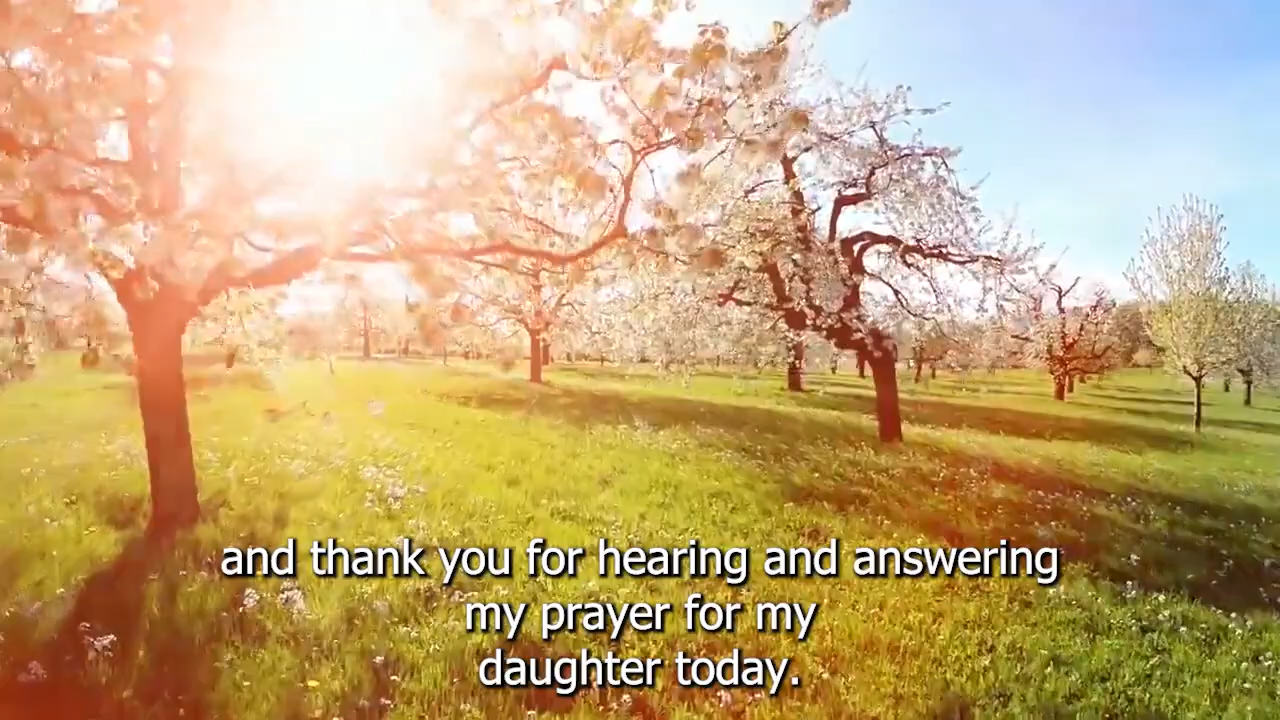 and thank you for hearing and answering
my prayer for my
daughter today.